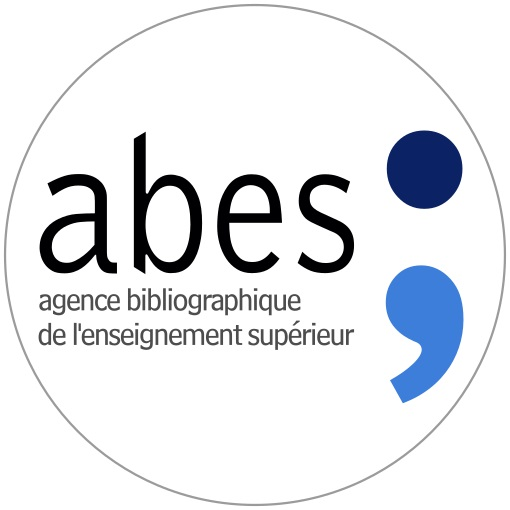 abes
agence bibliographique
de l'enseignement supérieur